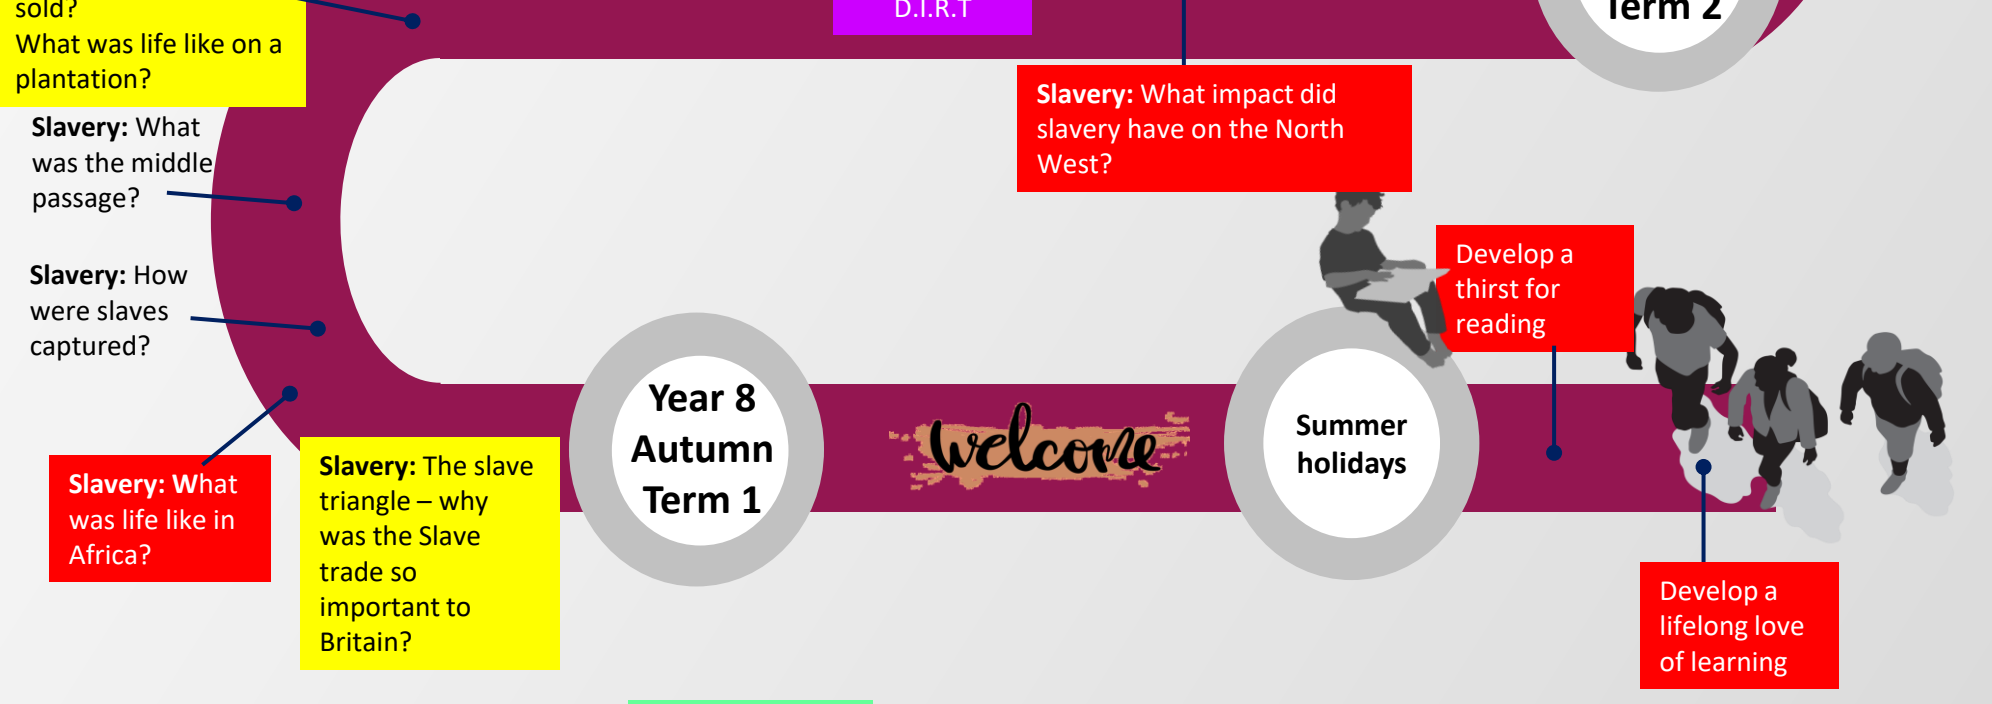 sold?
What was life like on a
plantation?
D.I.R.T
Term 2
Slavery: What impact did
slavery have on the North
West?
Slavery: What
was the middle
passage?
Slavery: How
were slaves
captured?
Develop a
thirst for
reading
Year 8
Autumn
Term 1
welcome
Summer
holidays
Slavery: What
was life like in
Africa?
Slavery: The slave
triangle – why
was the Slave
trade so
important to
Britain?
Develop a
lifelong love
of learning